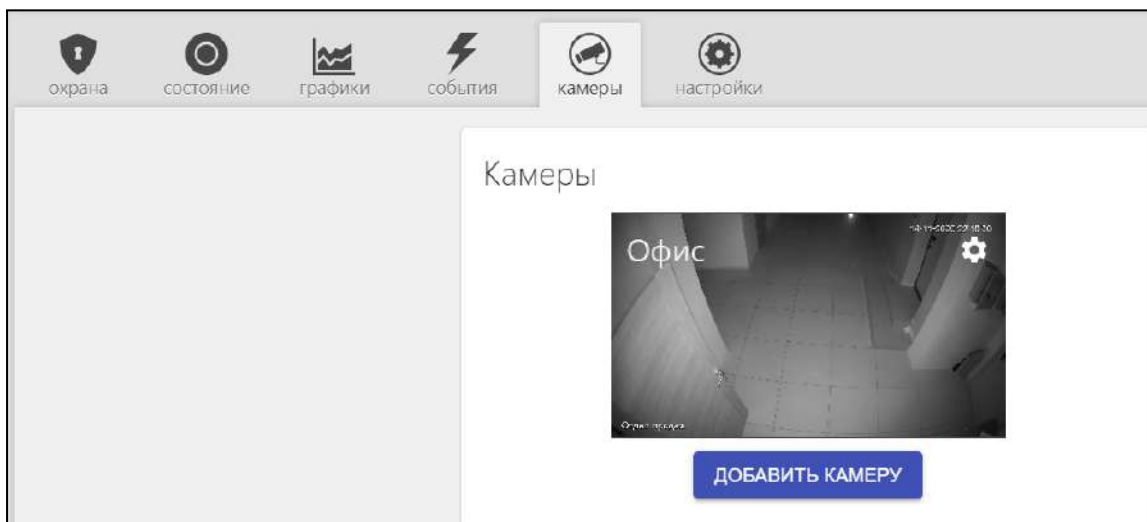 охрана
состояние
графики
события
камеры
настройки
Камеры
Офис
ДОБАВИТЬ КАМЕРУ